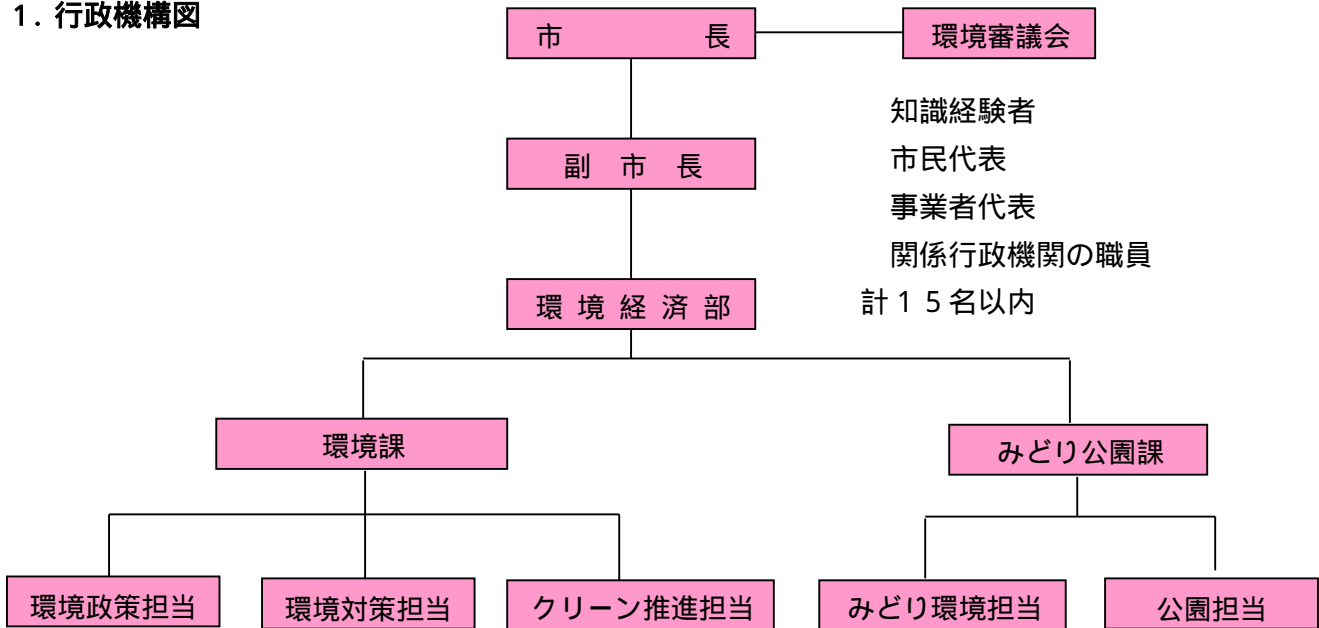 1．行政機構図
市　　　　長
環境審議会
知識経験者
市民代表
事業者代表
関係行政機関の職員
計１５名以内
副　市　長
環 境 経 済 部
環境課
みどり公園課
環境政策担当
環境対策担当
クリーン推進担当
みどり環境担当
公園担当